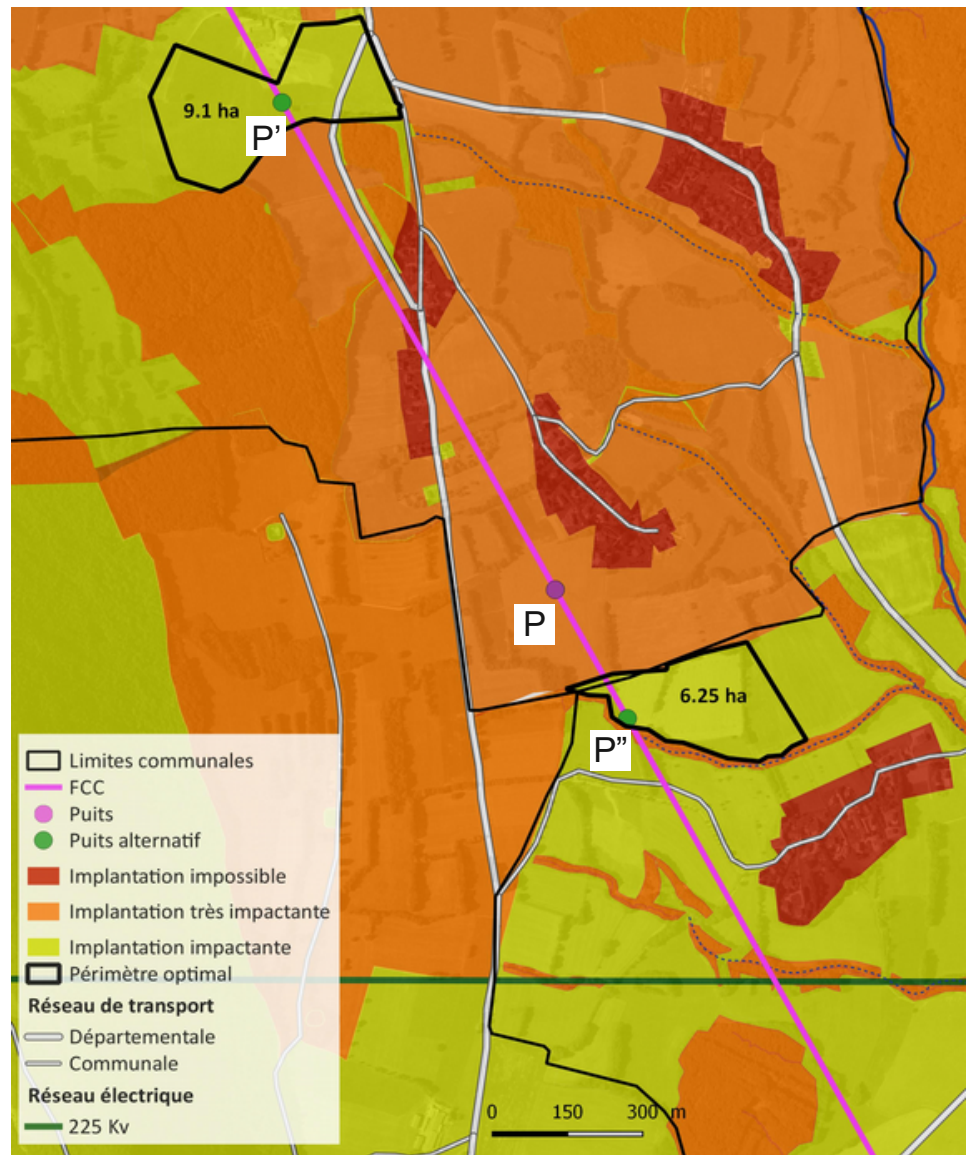 9.1 ha
P’
P
6.25 ha
P”
Limites communales
FCC
Puits
Puits alternatif
Implantation impossible
Implantation très impactante
Implantation impactante
Périmètre optimal
Réseau de transport
Départementale
Communale
Réseau électrique
225 Kv
0 150 300 m